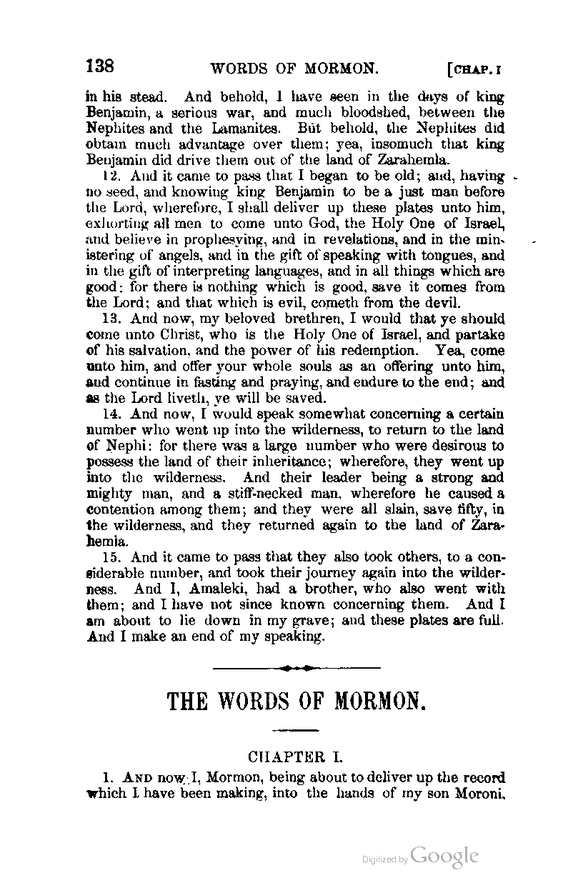 138 WORDS OF MORMON. [CHAP. I
in his stead. And behold, I have seen in the days of king
Benjamin, a serious war, and much bloodshed, between the
Nephites and the Lamanites. But behold, the Nephites did
obtain much advantage over them; yea, insomuch that king
Benjamin did drive them out of the land of Zarahemla.
12. And it came to pass that I began to be old; and, having
no seed, and knowing king Benjamin to be a just man before
the Lord, wherefore, I shall deliver up these plates unto him,
exhorting all men to come unto God, the Holy One of Israel,
and believe in prophesying, and in revelations, and in the min-
istering of angels, and in the gift of speaking with tongues, and
in the gift of interpreting languages, and in all things which are
good: for there is nothing which is good, save it comes from
the Lord; and that which is evil, cometh from the devil.
13. And now, my beloved brethren, I would that ye should
come unto Christ, who is the Holy One of Israel, and partake
of his salvation, and the power of his redemption. Yea, come
unto him, and offer your whole souls as an offering unto him,
and continue in fasting and praying, and endure to the end; and
as the Lord liveth, ye will be saved.
14. And now, I would speak somewhat concerning a certain
number who went up into the wilderness, to return to the land
of Nephi: for there was a large number who were desirous to
possess the land of their inheritance; wherefore, they went up
into the wilderness. And their leader being a strong and
mighty man, and a stiff-necked man, wherefore he caused a
contention among them; and they were all slain, save fifty, in
the wilderness, and they returned again to the land of Zara-
hemla.
15. And it came to pass that they also took others, to a con-
siderable number, and took their journey again into the wilder-
ness. And I, Amaleki, had a brother, who also went with
them; and I have not since known concerning them. And I
am about to lie down in my grave; and these plates are full.
And I make an end of my speaking.
THE WORDS OF MORMON.
CHAPTER I.
1. AND now, I, Mormon, being about to deliver up the record
which I have been making, into the hands of my son Moroni,
Digitized by Google